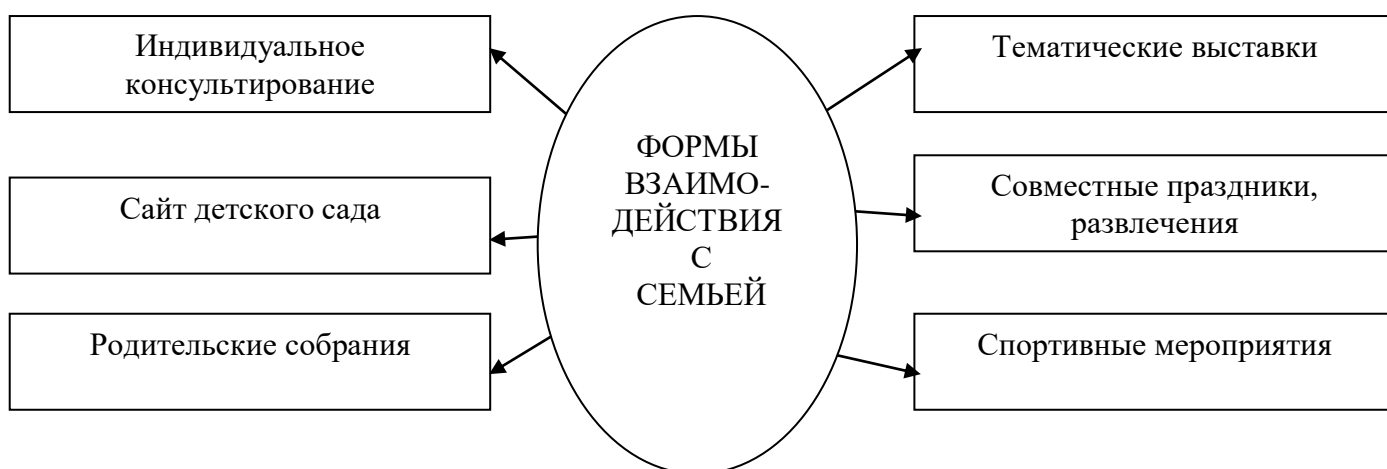 Индивидуальное
консультирование
Сайт детского сада
Родительские собрания
ФОРМЫ
ВЗАИМО-
ДЕЙСТВИЯ
С
СЕМЬЕЙ
Тематические выставки
Совместные праздники,
развлечения
Спортивные мероприятия